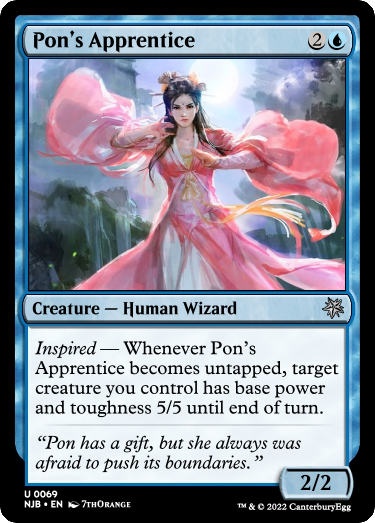 Pon's Apprentice 2
Creature — Human Wizard
Inspired — Whenever Pon's
Apprentice becomes untapped, target
creature you control has base power
and toughness 5/5 until end of turn.
"Pon has a gift, but she always was
afraid to push its boundaries."
2/2
U 0069
NJB • EN 7THORANGE
™ & © 2022 CanterburyEgg